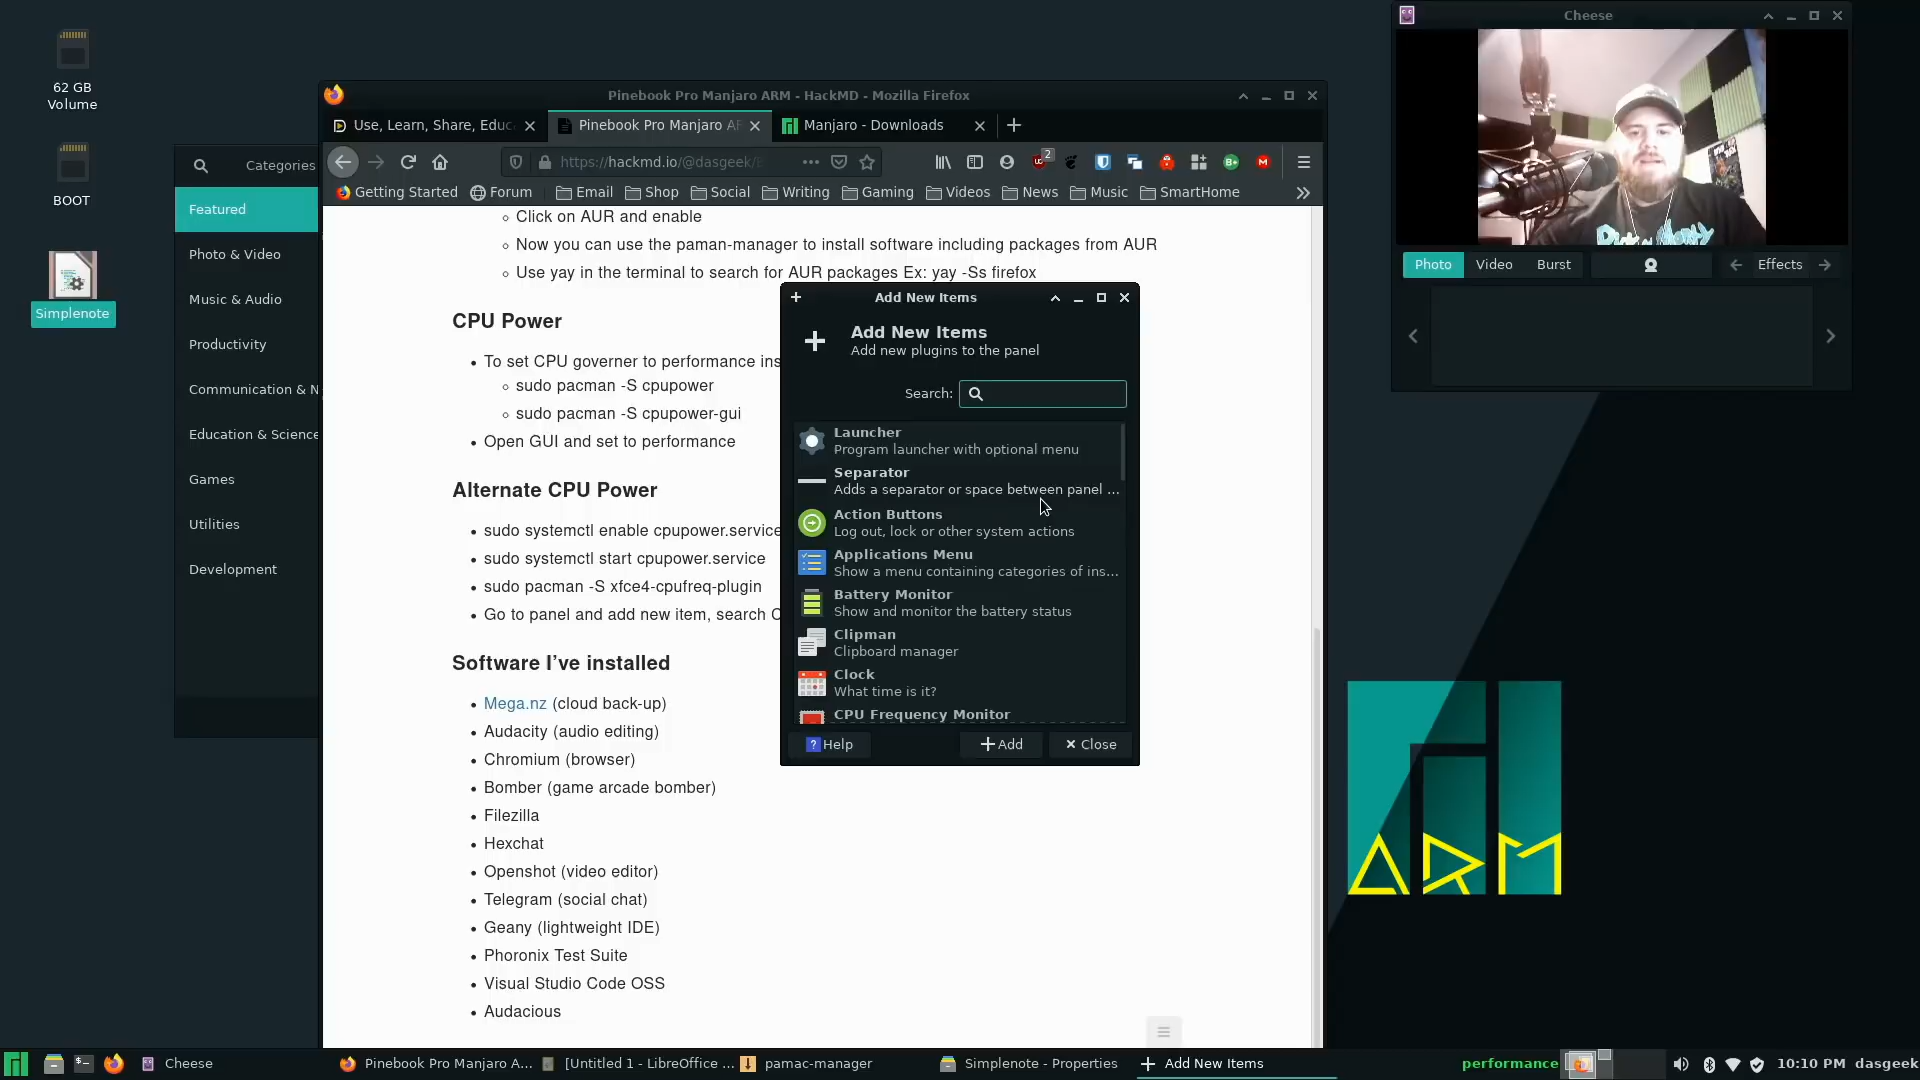 62 GB
Volume
BOOT
Simplenote
Categories
Featured
Photo & Video
Music & Audio
Productivity
Communication & N
Education & Science
Games
Utilities
Development
Pinebook Pro Manjaro ARM - HackMD - Mozilla Firefox
Use, Learn, Share, Educ
Pinebook Pro Manjaro AR
Manjaro - Downloads
https://hackmd.io/@dasgeek/
2
Getting Started
Forum
Email
Shop
Social
Writing
Gaming
Videos
News
Music
SmartHome
Click on AUR and enable
Now you can use the paman-manager to install software including packages from AUR
Use yay in the terminal to search for AUR packages Ex: yay -Ss firefox
CPU Power
To set CPU governer to performance ins
sudo pacman -S cpupower
sudo pacman -S cpupower-gui
Open GUI and set to performance
Alternate CPU Power
sudo systemctl enable cpupower.service
sudo systemctl start cpupower.service
sudo pacman -S xfce4-cpufreq-plugin
Go to panel and add new item, search C
Software I've installed
Mega.nz (cloud back-up)
Audacity (audio editing)
Chromium (browser)
Bomber (game arcade bomber)
Filezilla
Hexchat
Openshot (video editor)
Telegram (social chat)
Geany (lightweight IDE)
Phoronix Test Suite
Visual Studio Code OSS
Audacious
Add New Items
Add New Items
Add new plugins to the panel
Search:
Launcher
Program launcher with optional menu
Separator
Adds a separator or space between panel ...
Action Buttons
Log out, lock or other system actions
Applications Menu
Show a menu containing categories of ins...
Battery Monitor
Show and monitor the battery status
Clipman
Clipboard manager
Clock
What time is it?
CPU Frequency Monitor
Help
Add
Close
Cheese
Photo
Video
Burst
Effects
ARM
Cheese
Pinebook Pro Manjaro A...
[Untitled 1 - LibreOffice ...
pamac-manager
Simplenote - Properties
Add New Items
performance
10:10 PM
dasgeek